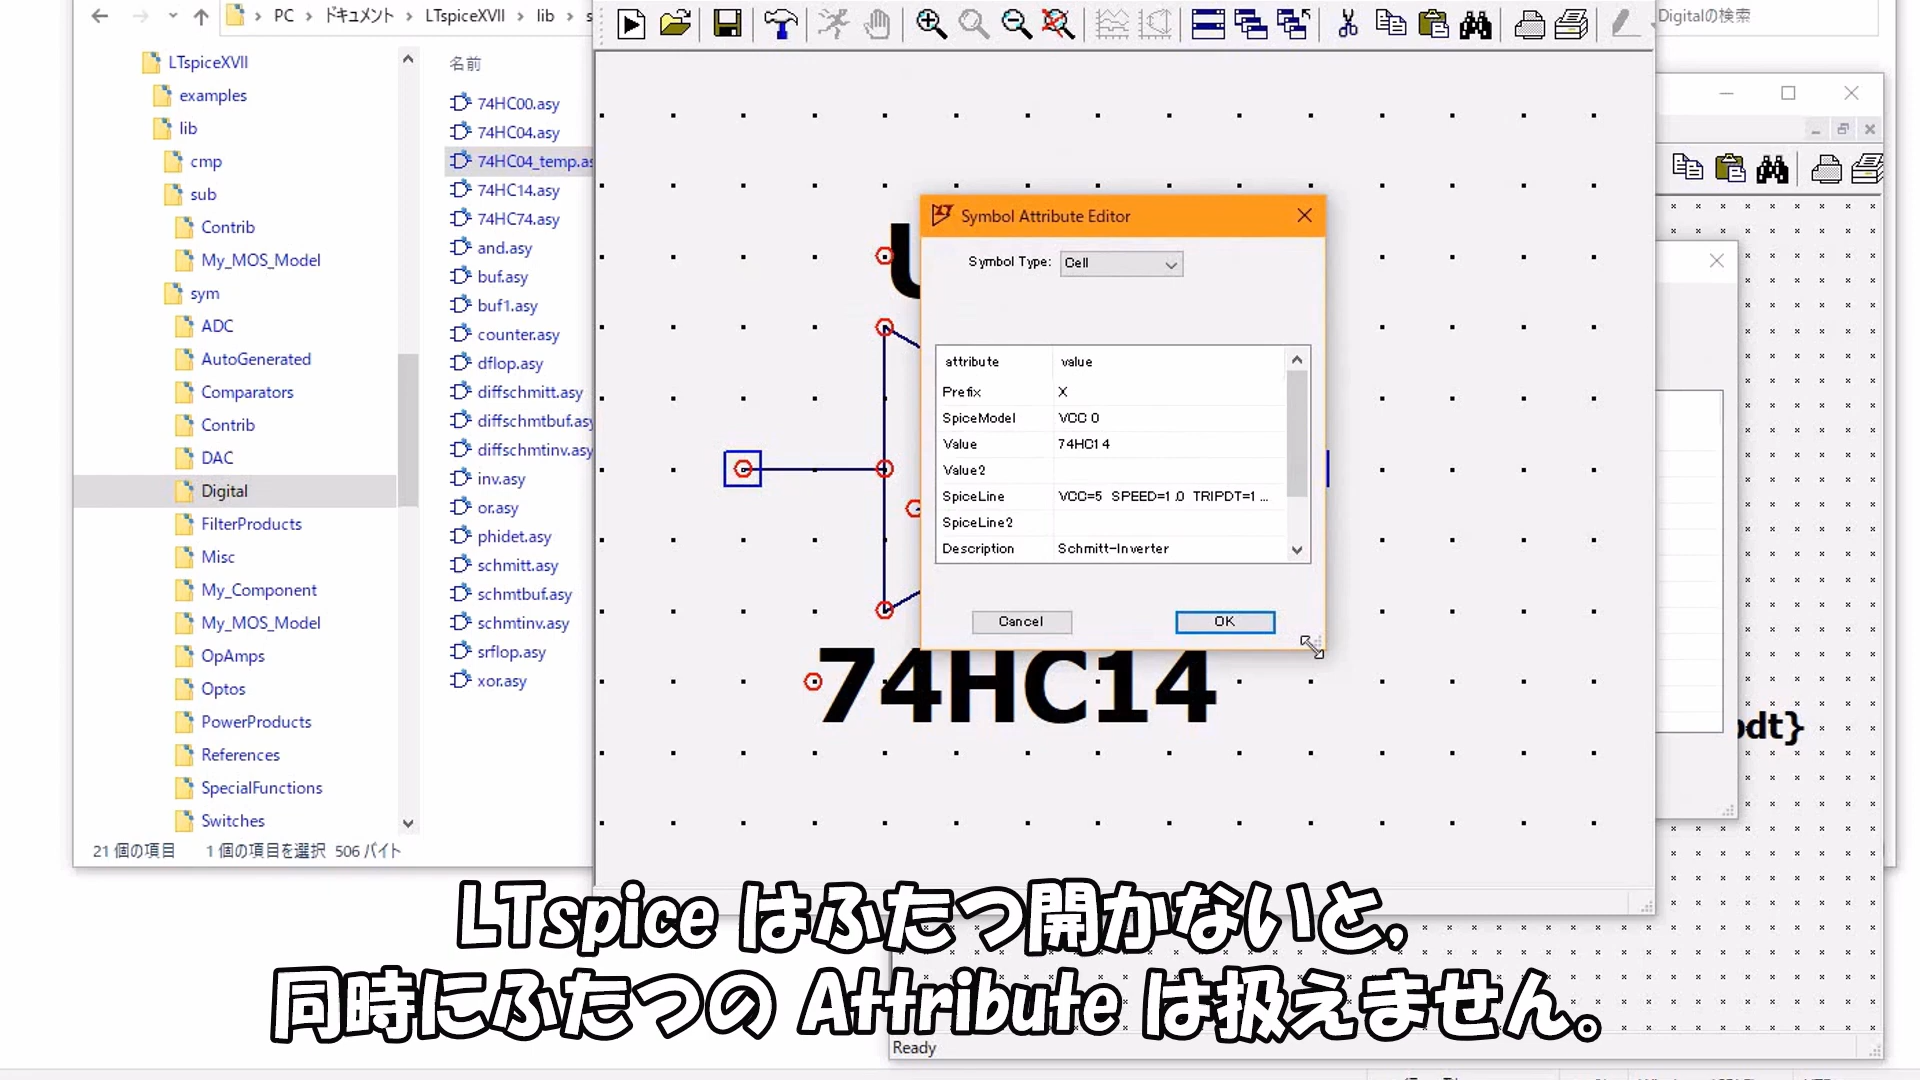 PC › ドキュメント › LTspiceXVII › lib ›
Digitalの検索
LTspiceXVII
examples
lib
cmp
sub
Contrib
My_MOS_Model
sym
ADC
AutoGenerated
Comparators
Contrib
DAC
Digital
FilterProducts
Misc
My_Component
My_MOS_Model
OpAmps
Optos
PowerProducts
References
SpecialFunctions
Switches
21 個の項目 1 個の項目を選択 506 バイト
名前
74HC00.asy
74HC04.asy
74HC04_temp.as
74HC14.asy
74HC74.asy
and.asy
buf.asy
buf1.asy
counter.asy
dflop.asy
diffschmitt.asy
diffschmtbuf.asy
diffschmtinv.asy
inv.asy
or.asy
phidet.asy
schmitt.asy
schmtbuf.asy
schmtinv.asy
srflop.asy
xor.asy
Symbol Attribute Editor
Symbol Type: Cell
attribute value
Prefix X
SpiceModel VCC 0
Value 74HC14
Value2
SpiceLine VCC=5 SPEED=1.0 TRIPDT=1 ...
SpiceLine2
Description Schmitt-Inverter
Cancel OK
74HC14
pdt}
LTspice はふたつ開かないと,
同時にふたつの Attribute は扱えません。
Ready